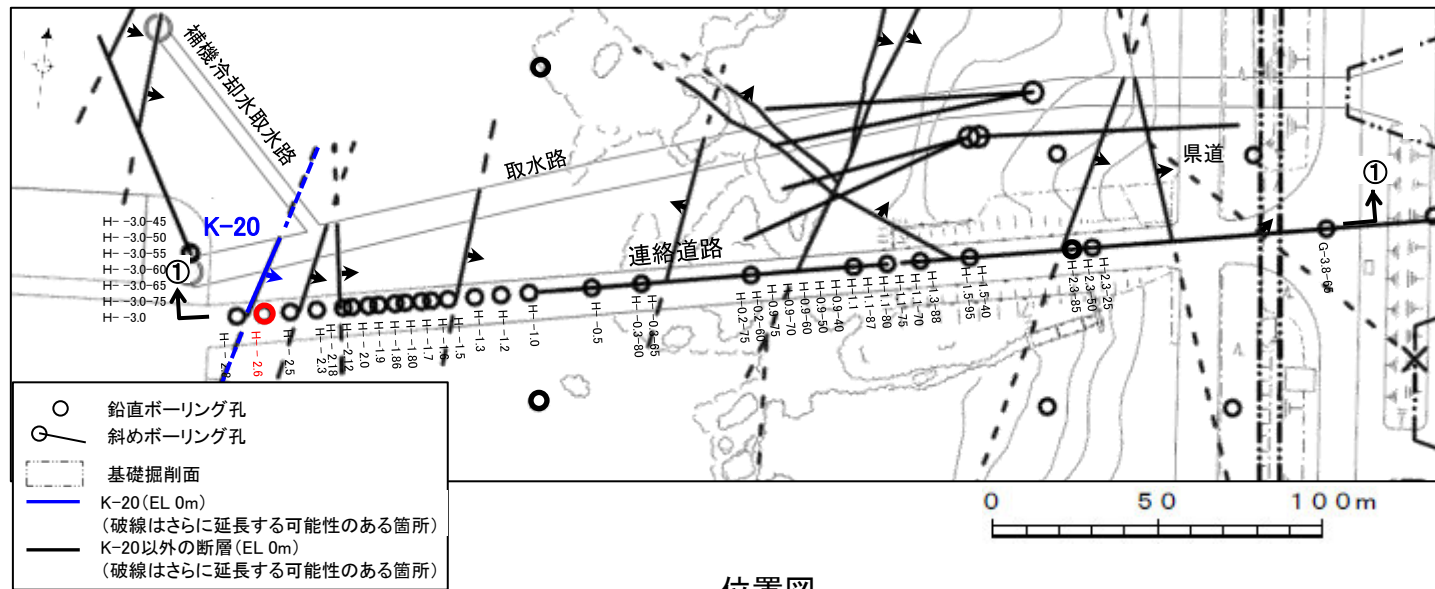 補機冷却水取水路
取水路
県道
①
K-20
連絡道路
H- -3.0-45
H- -3.0-50
H- -3.0-55
H- -3.0-60
H- -3.0-65
H- -3.0-75
H- -3.0
①
H- -2.8
H- -2.6
H- -2.5
H- -2.3
H- -2.18
H- -2.12
H- -2.0
H- -1.9
H- -1.86
H- -1.80
H- -1.7
H- -1.6
H- -1.5
H- -1.3
H- -1.2
H- -1.0
H- -0.5
H- -0.3-80
H- -0.3-65
H-0.2-75
H-0.2-60
H-0.9-75
H-0.9-70
H-0.9-60
H-0.9-50
H-0.9-40
H-1.1
H-1.1-87
H-1.1-80
H-1.1-75
H-1.1-70
H-1.3-88
H-1.5-95
H-1.5-40
H-2.3-85
H-2.3-50
H-2.3-25
G-3.8-65
鉛直ボーリング孔
斜めボーリング孔
基礎掘削面
K-20(EL 0m)
(破線はさらに延長する可能性のある箇所)
K-20以外の断層(EL 0m)
(破線はさらに延長する可能性のある箇所)
0 50 100m
位置図